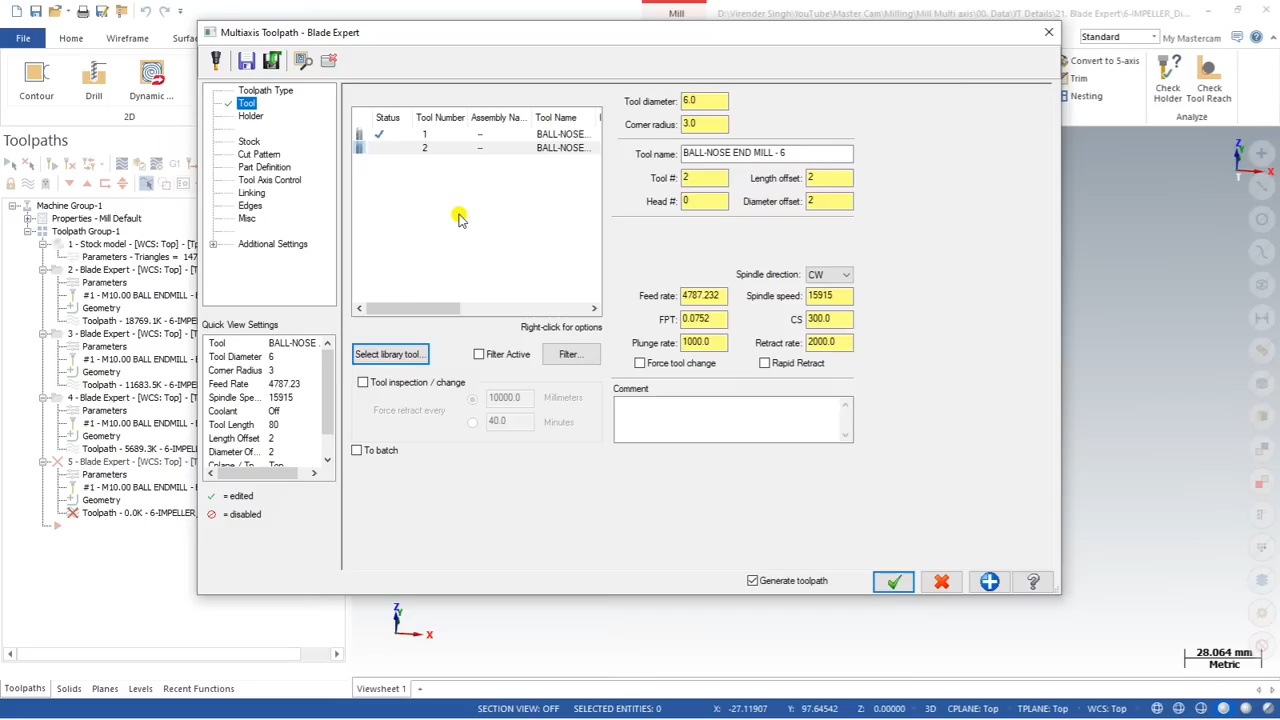 Mill
D:\Virender Singh\YouTube\Master Cam\Milling\Mill Multi axis\00. Data\YT Details\21. Blade Expert\6-IMPELLER_Di...
File
Home
Wireframe
Surfa
Standard
My Mastercam
Contour
Drill
Dynamic ...
2D
Convert to 5-axis
Trim
Nesting
Check Holder
Check Tool Reach
Analyze
Toolpaths
Machine Group-1
Properties - Mill Default
Toolpath Group-1
1 - Stock model - [WCS: Top] - [Tp
Parameters - Triangles = 147
2 - Blade Expert - [WCS: Top] - [T
Parameters
#1 - M10.00 BALL ENDMILL -
Geometry
Toolpath - 18769.1K - 6-IMPE
3 - Blade Expert - [WCS: Top] - [T
Parameters
#1 - M10.00 BALL ENDMILL -
Geometry
Toolpath - 11683.5K - 6-IMPE
4 - Blade Expert - [WCS: Top] - [T
Parameters
#1 - M10.00 BALL ENDMILL -
Geometry
Toolpath - 5689.3K - 6-IMPELL
5 - Blade Expert - [WCS: Top] - [T
Parameters
#1 - M10.00 BALL ENDMILL -
Geometry
Toolpath - 0.0K - 6-IMPELLER_
Multiaxis Toolpath - Blade Expert
Toolpath Type
Tool
Holder
Stock
Cut Pattern
Part Definition
Tool Axis Control
Linking
Edges
Misc
Additional Settings
Quick View Settings
Tool BALL-NOSE .
Tool Diameter 6
Corner Radius 3
Feed Rate 4787.23
Spindle Spe... 15915
Coolant Off
Tool Length 80
Length Offset 2
Diameter Of... 2
Cplane / Tp... Top
= edited
= disabled
Status Tool Number Assembly Na... Tool Name
1 -- BALL-NOSE...
2 -- BALL-NOSE...
Right-click for options
Select library tool...
Filter Active
Filter...
Tool inspection / change
Force retract every
10000.0 Millimeters
40.0 Minutes
To batch
Tool diameter: 6.0
Corner radius: 3.0
Tool name: BALL-NOSE END MILL - 6
Tool #: 2 Length offset: 2
Head #: 0 Diameter offset: 2
Spindle direction: CW
Feed rate: 4787.232 Spindle speed: 15915
FPT: 0.0752 CS 300.0
Plunge rate: 1000.0 Retract rate: 2000.0
Force tool change Rapid Retract
Comment
Generate toolpath
Z
Y
X
Z
Y
X
T
28.064 mm
Metric
Toolpaths Solids Planes Levels Recent Functions
Viewsheet 1
SECTION VIEW: OFF SELECTED ENTITIES: 0 X: -27.11907 Y: 97.64542 Z: 0.00000 3D CPLANE: Top TPLANE: Top WCS: Top